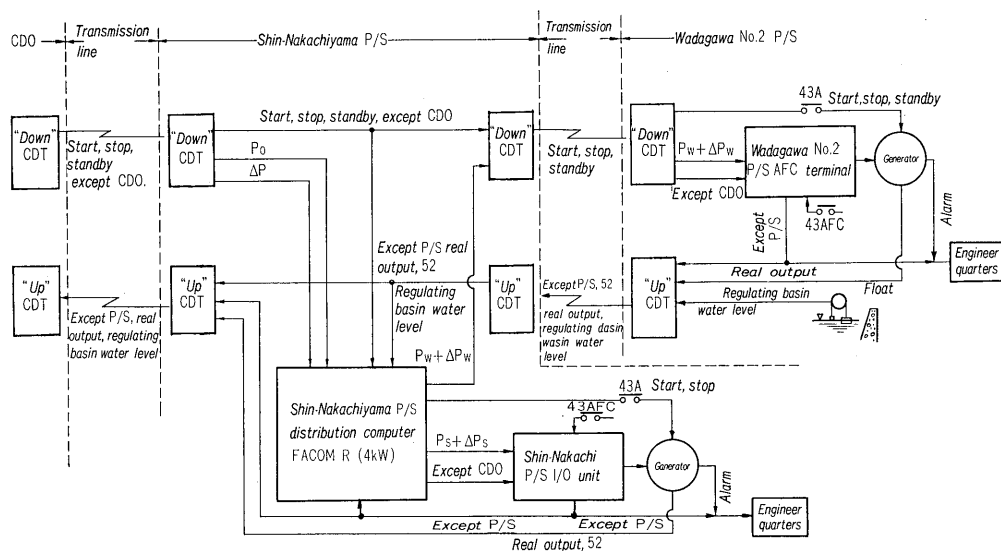 CDO
Transmission
line
Shin-Nakachiyama P/S
Transmission
line
Wadagawa No.2 P/S
"Down"
CDT
Start, stop,
standby
except CDO.
"Down"
CDT
Start, stop, standby, except CDO
Po
ΔP
"Down"
CDT
Start, stop,
standby
"Down"
CDT
43A
Start,stop,standby
Pw + ΔPw
Except CDO
Wadagawa No.2
P/S AFC terminal
Generator
43AFC
Except
P/S
Alarm
Engineer
quarters
"Up"
CDT
Except P/S, real
output, regulating
basin water level
"Up"
CDT
Except P/S real
output, 52
Regulating
basin water
level
"Up"
CDT
Except P/S, 52
real output,
regulating dasin
wasin water
level
"Up"
CDT
Real output
Float
Regulating basin
water level
Pw + ΔPw
Shin-Nakachiyama P/S
distribution computer
FACOM R (4kW)
43A
Start, stop
43AFC
Ps + ΔPs
Except CDO
Shin-Nakachi
P/S I/O unit
Ganerator
Alarm
Engineer
quarters
Except P/S
Except P/S
Real output, 52